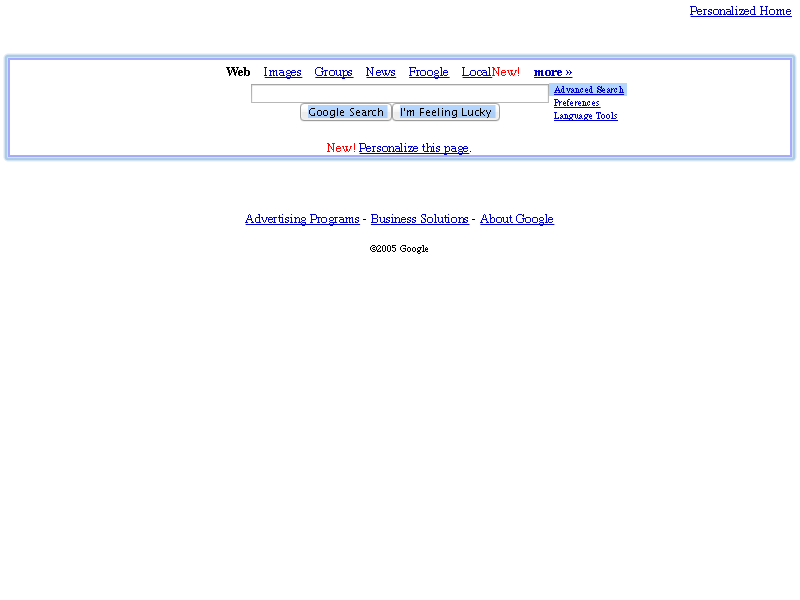 Personalized Home
Web Images Groups News Froogle LocalNew! more »
Advanced Search
Preferences
Language Tools
Google Search I'm Feeling Lucky
New! Personalize this page.
Advertising Programs - Business Solutions - About Google
©2005 Google